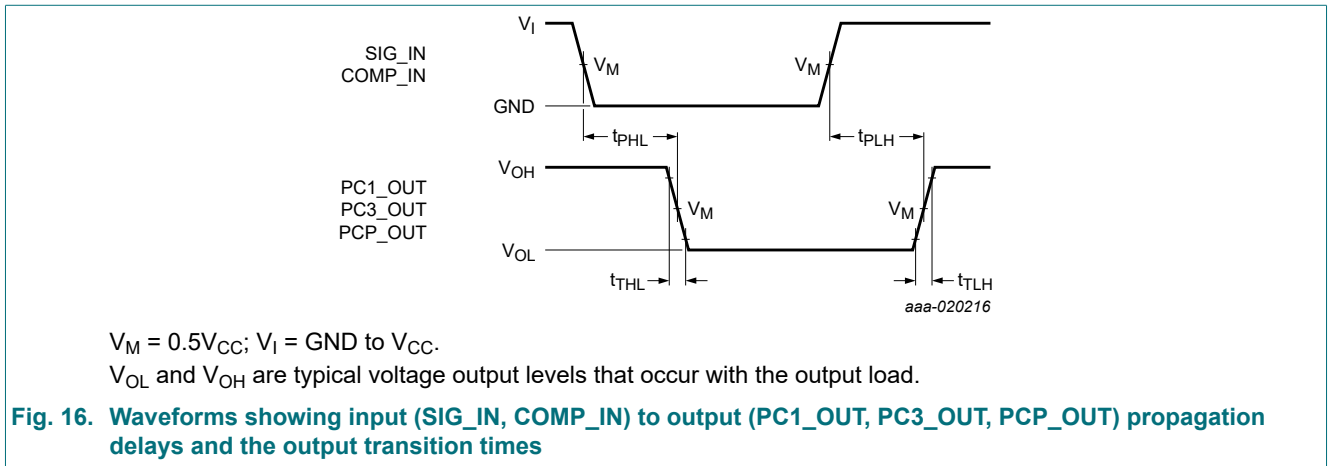 V_I
SIG_IN
COMP_IN
V_M
V_M
GND
t_PHL
t_PLH
V_OH
PC1_OUT
PC3_OUT
PCP_OUT
V_M
V_M
V_OL
t_THL
t_TLH
aaa-020216
V_M = 0.5V_CC; V_I = GND to V_CC.
V_OL and V_OH are typical voltage output levels that occur with the output load.
Fig. 16. Waveforms showing input (SIG_IN, COMP_IN) to output (PC1_OUT, PC3_OUT, PCP_OUT) propagation
delays and the output transition times